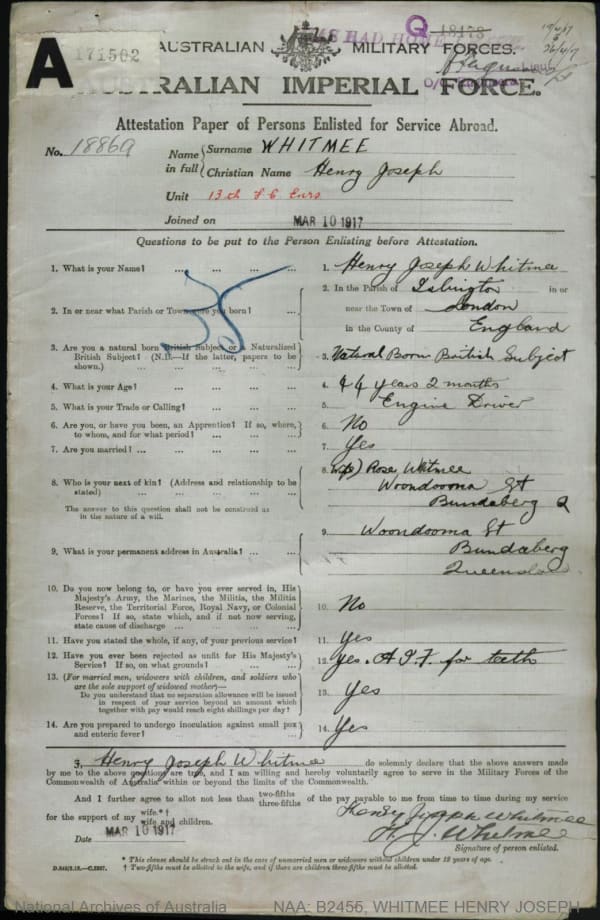 A
171502
HAD HOME
Q 18178
19/4/17
26/4/17
AUSTRALIAN MILITARY FORCES.
AUSTRALIAN IMPERIAL FORCE.
Attestation Paper of Persons Enlisted for Service Abroad.
No. 18869
Name in full
Surname WHITMEE
Christian Name Henry Joseph
Unit 13th F C Engrs
Joined on MAR 10 1917
Questions to be put to the Person Enlisting before Attestation.
35
1. What is your Name? ... ... ... ...
1. Henry Joseph Whitmee
2. In or near what Parish or Town were you born? ... ...
2. In the Parish of Islington in or
near the Town of London
in the County of England
3. Are you a natural born British Subject or a Naturalized
British Subject? (N.B.—If the latter, papers to be
shown.) ... ... ... ...
3. Natural Born British Subject
4. What is your Age? ... ... ... ...
4. 44 years 2 months
5. What is your Trade or Calling? ... ... ...
5. Engine Driver
6. Are you, or have you been, an Apprentice? If so, where,
to whom, and for what period? ... ... ...
6. No
7. Are you married? ... ... ... ...
7. Yes
8. Who is your next of kin? (Address and relationship to be
stated) ... ... ... ...
The answer to this question shall not be construed as
in the nature of a will.
8. Rose Whitmee
Woondooma St
Bundaberg Q
9. What is your permanent address in Australia? ... ...
9. Woondooma St
Bundaberg
Queensland
10. Do you now belong to, or have you ever served in, His
Majesty's Army, the Marines, the Militia, the Militia
Reserve, the Territorial Force, Royal Navy, or Colonial
Forces? If so, state which, and if not now serving,
state cause of discharge ... ... ...
10. No
11. Have you stated the whole, if any, of your previous service?
11. Yes
12. Have you ever been rejected as unfit for His Majesty's
Service? If so, on what grounds? ... ... ...
12. Yes. A I F for teeth
13. (For married men, widowers with children, and soldiers who
are the sole support of widowed mother)—
Do you understand that no separation allowance will be issued
in respect of your service beyond an amount which
together with pay would reach eight shillings per day?
13. Yes
14. Are you prepared to undergo inoculation against small pox
and enteric fever? ... ... ... ...
14. Yes
I, Henry Joseph Whitmee do solemnly declare that the above answers made
by me to the above questions are true, and I am willing and hereby voluntarily agree to serve in the Military Forces of the
Commonwealth of Australia within or beyond the limits of the Commonwealth.
And I further agree to allot not less than two-fifths three-fifths of the pay payable to me from time to time during my service
for the support of my wife.*† wife and children.
Henry Joseph Whitmee
H J Whitmee
Date MAR 10 1917
Signature of person enlisted.
* This clause should be struck out in the case of unmarried men or widowers without children under 18 years of age.
† Two-fifths must be allotted to the wife, and if there are children three-fifths must be allotted.
National Archives of Australia
NAA: B2455, WHITMEE HENRY JOSEPH